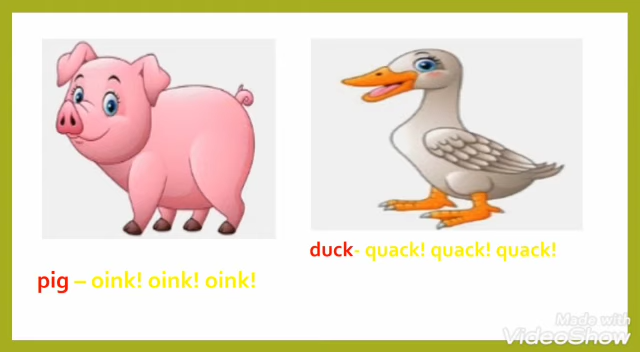 duck- quack! quack! quack!
pig – oink! oink! oink!
Made with
VideoShow